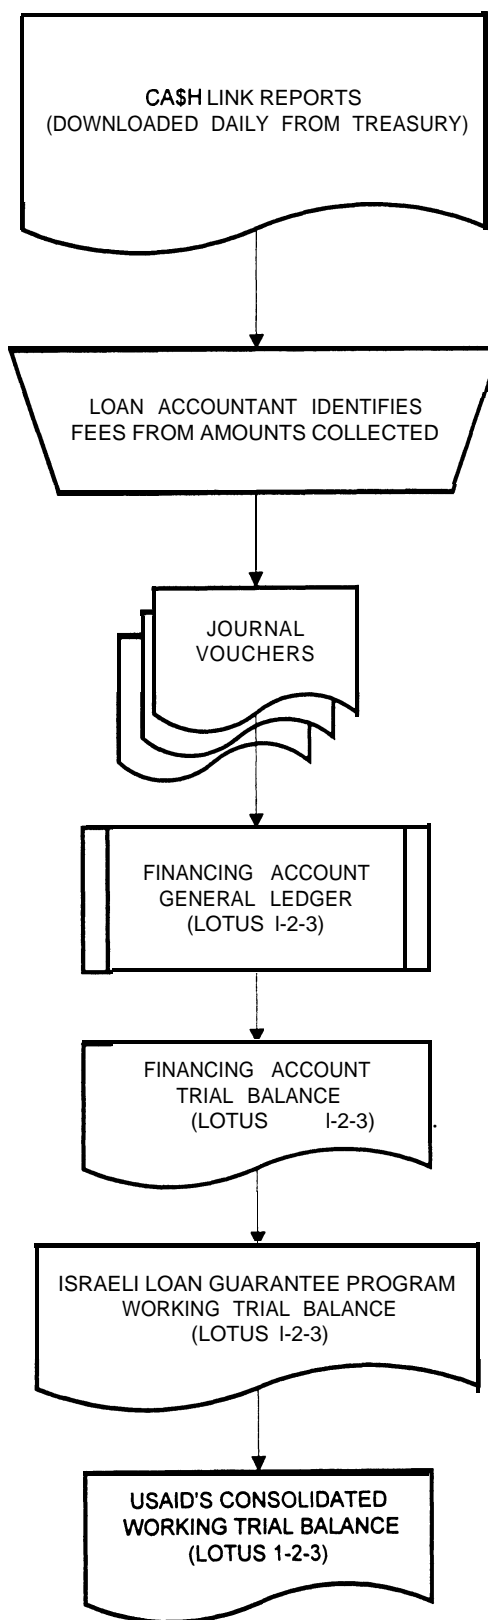 CA$H LINK REPORTS
(DOWNLOADED DAILY FROM TREASURY)
LOAN ACCOUNTANT IDENTIFIES
FEES FROM AMOUNTS COLLECTED
JOURNAL
VOUCHERS
FINANCING ACCOUNT
GENERAL LEDGER
(LOTUS I-2-3)
FINANCING ACCOUNT
TRIAL BALANCE
(LOTUS I-2-3)
ISRAELI LOAN GUARANTEE PROGRAM
WORKING TRIAL BALANCE
(LOTUS I-2-3)
USAID'S CONSOLIDATED
WORKING TRIAL BALANCE
(LOTUS 1-2-3)